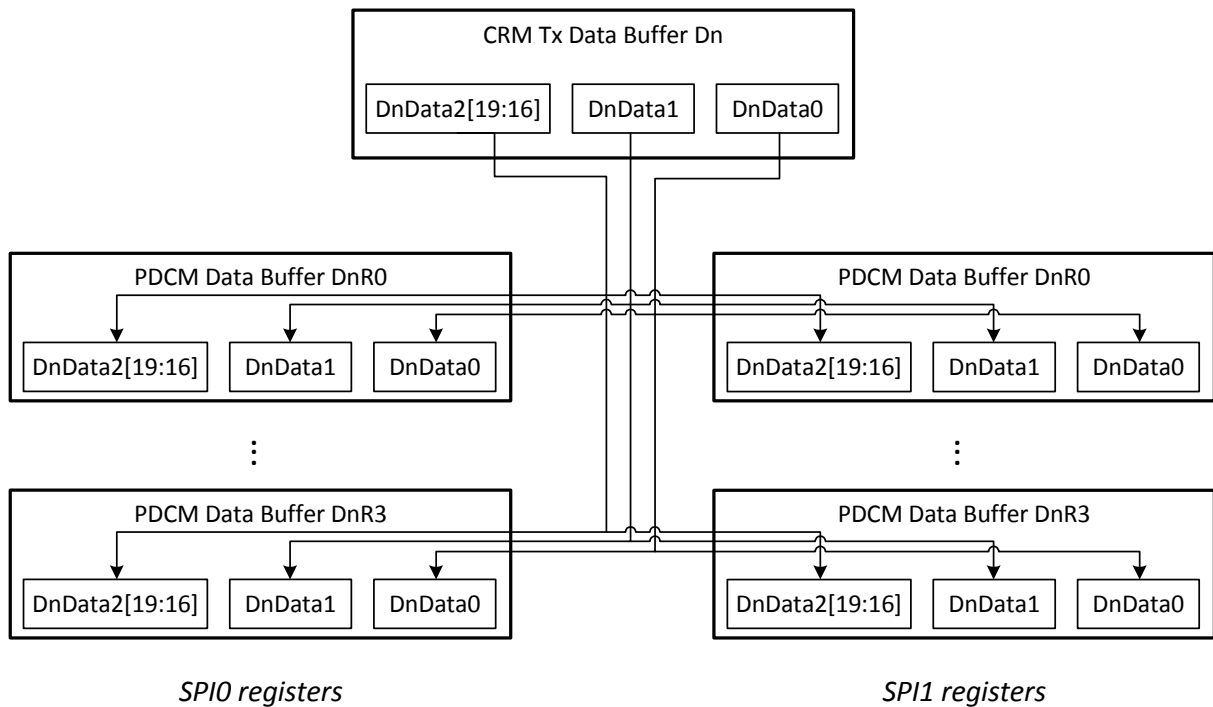 CRM Tx Data Buffer Dn
DnData2[19:16] DnData1 DnData0
PDCM Data Buffer DnR0 PDCM Data Buffer DnR0
DnData2[19:16] DnData1 DnData0 DnData2[19:16] DnData1 DnData0
⋮ ⋮
PDCM Data Buffer DnR3 PDCM Data Buffer DnR3
DnData2[19:16] DnData1 DnData0 DnData2[19:16] DnData1 DnData0
SPI0 registers SPI1 registers